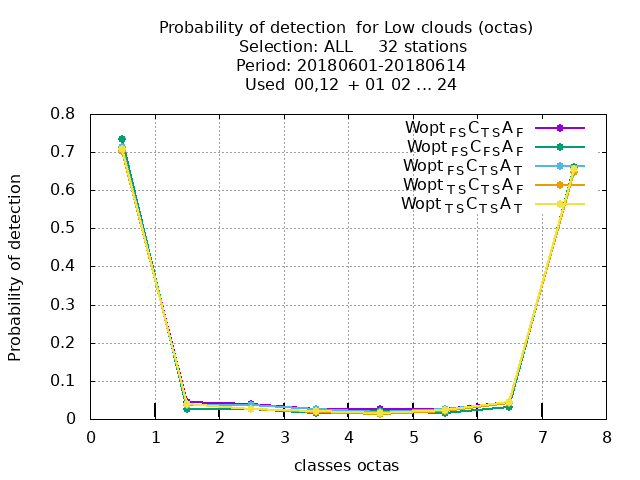 Probability of detection  for Low clouds (octas)
Selection: ALL     32 stations
Period: 20180601-20180614
Used  00,12  + 01 02 ... 24
Probability of detection
0.8
0.7
0.6
0.5
0.4
0.3
0.2
0.1
0
Wopt FS C TS A F
Wopt FS C FS A F
Wopt FS C TS A T
Wopt TS C TS A F
Wopt TS C TS A T
0 1 2 3 4 5 6 7 8
classes octas